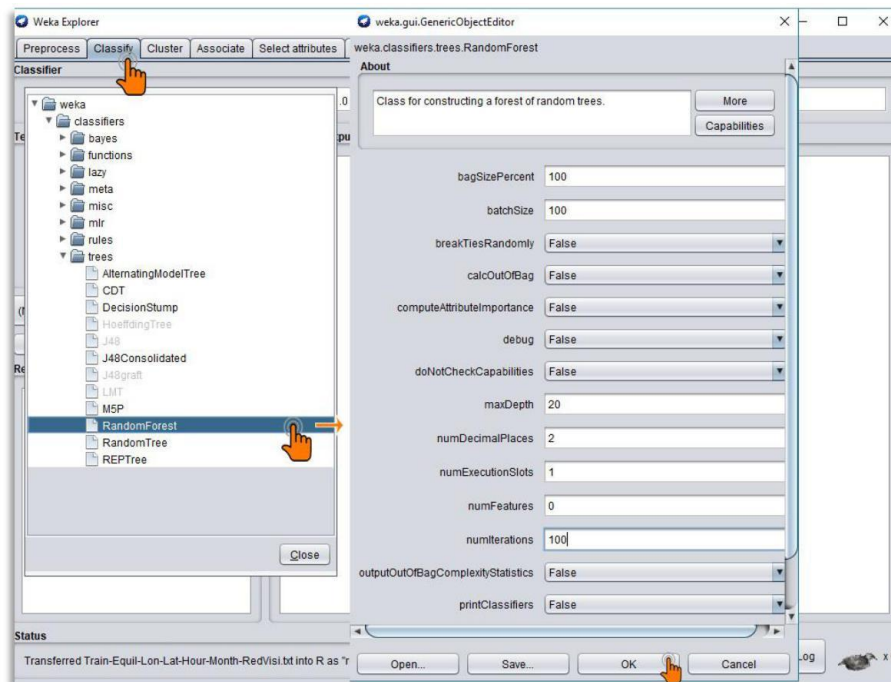 Weka Explorer
Preprocess Classify Cluster Associate Select attributes
Classifier
.0
weka
classifiers
bayes
functions
lazy
meta
misc
mlr
rules
trees
AlternatingModelTree
CDT
DecisionStump
HoeffdingTree
J48
J48Consolidated
J48graft
LMT
M5P
RandomForest
RandomTree
REPTree
Close
Te
Re
Status
Transferred Train-Equil-Lon-Lat-Hour-Month-RedVisi.txt into R as "r
weka.gui.GenericObjectEditor
weka.classifiers.trees.RandomForest
About
Class for constructing a forest of random trees.
More
Capabilities
bagSizePercent 100
batchSize 100
breakTiesRandomly False
calcOutOfBag False
computeAttributeImportance False
debug False
doNotCheckCapabilities False
maxDepth 20
numDecimalPlaces 2
numExecutionSlots 1
numFeatures 0
numIterations 100
outputOutOfBagComplexityStatistics False
printClassifiers False
Open... Save... OK Cancel
Log
x